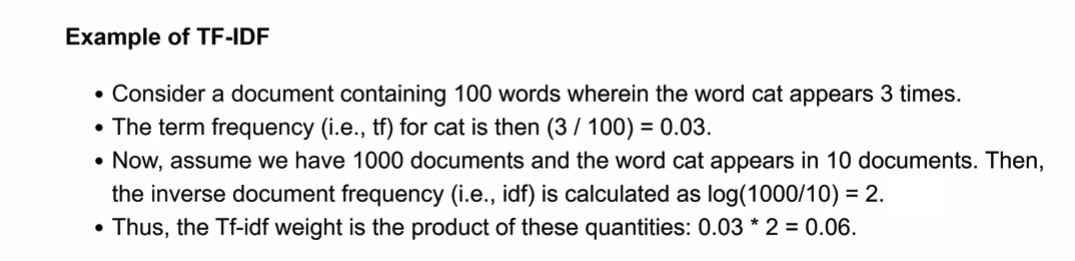 Example of TF-IDF
• Consider a document containing 100 words wherein the word cat appears 3 times.
• The term frequency (i.e., tf) for cat is then (3 / 100) = 0.03.
• Now, assume we have 1000 documents and the word cat appears in 10 documents. Then,
the inverse document frequency (i.e., idf) is calculated as log(1000/10) = 2.
• Thus, the Tf-idf weight is the product of these quantities: 0.03 * 2 = 0.06.